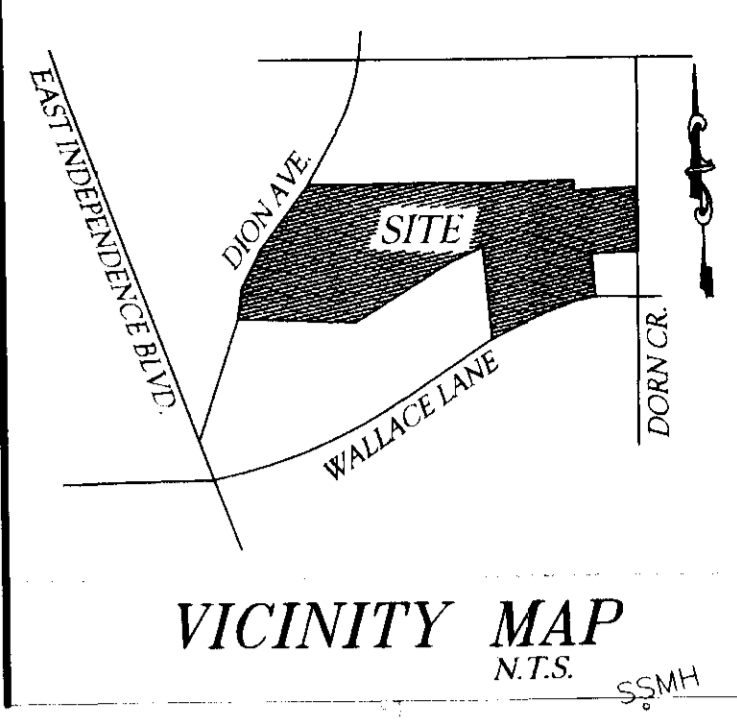 EAST INDEPENDENCE BLVD.
DION AVE.
SITE
WALLACE LANE
DORN CR.
VICINITY MAP
N.T.S.
SSMH